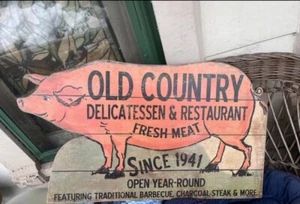 OLD COUNTRY
DELICATESSEN & RESTAURANT
FRESH MEAT
SINCE 1941
OPEN YEAR-ROUND
FEATURING TRADITIONAL BARBECUE, CHARCOAL STEAK & MORE